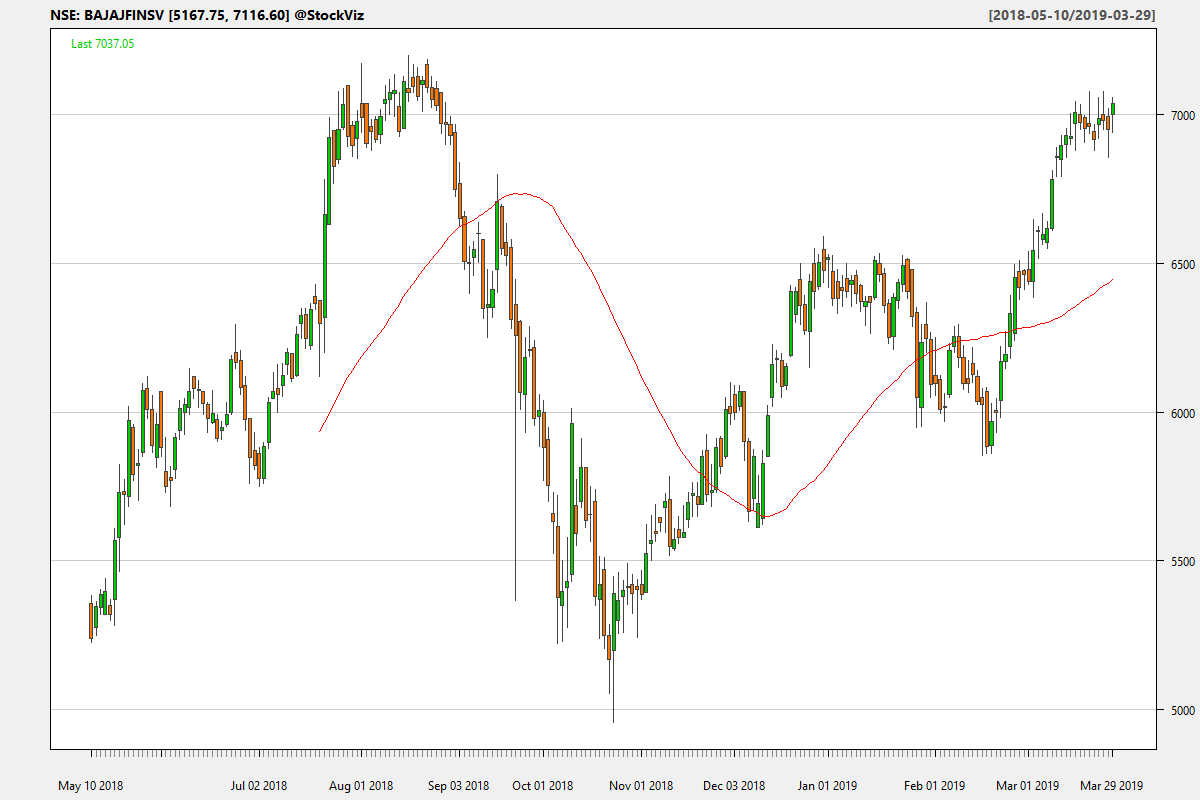 NSE: BAJAJFINSV [5167.75, 7116.60] @StockViz [2018-05-10/2019-03-29]
Last 7037.05
7000
6500
6000
5500
5000
May 10 2018 Jul 02 2018 Aug 01 2018 Sep 03 2018 Oct 01 2018 Nov 01 2018 Dec 03 2018 Jan 01 2019 Feb 01 2019 Mar 01 2019 Mar 29 2019